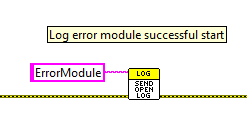 Log error module successful start
ErrorModule
LOG
SEND
OPEN
LOG